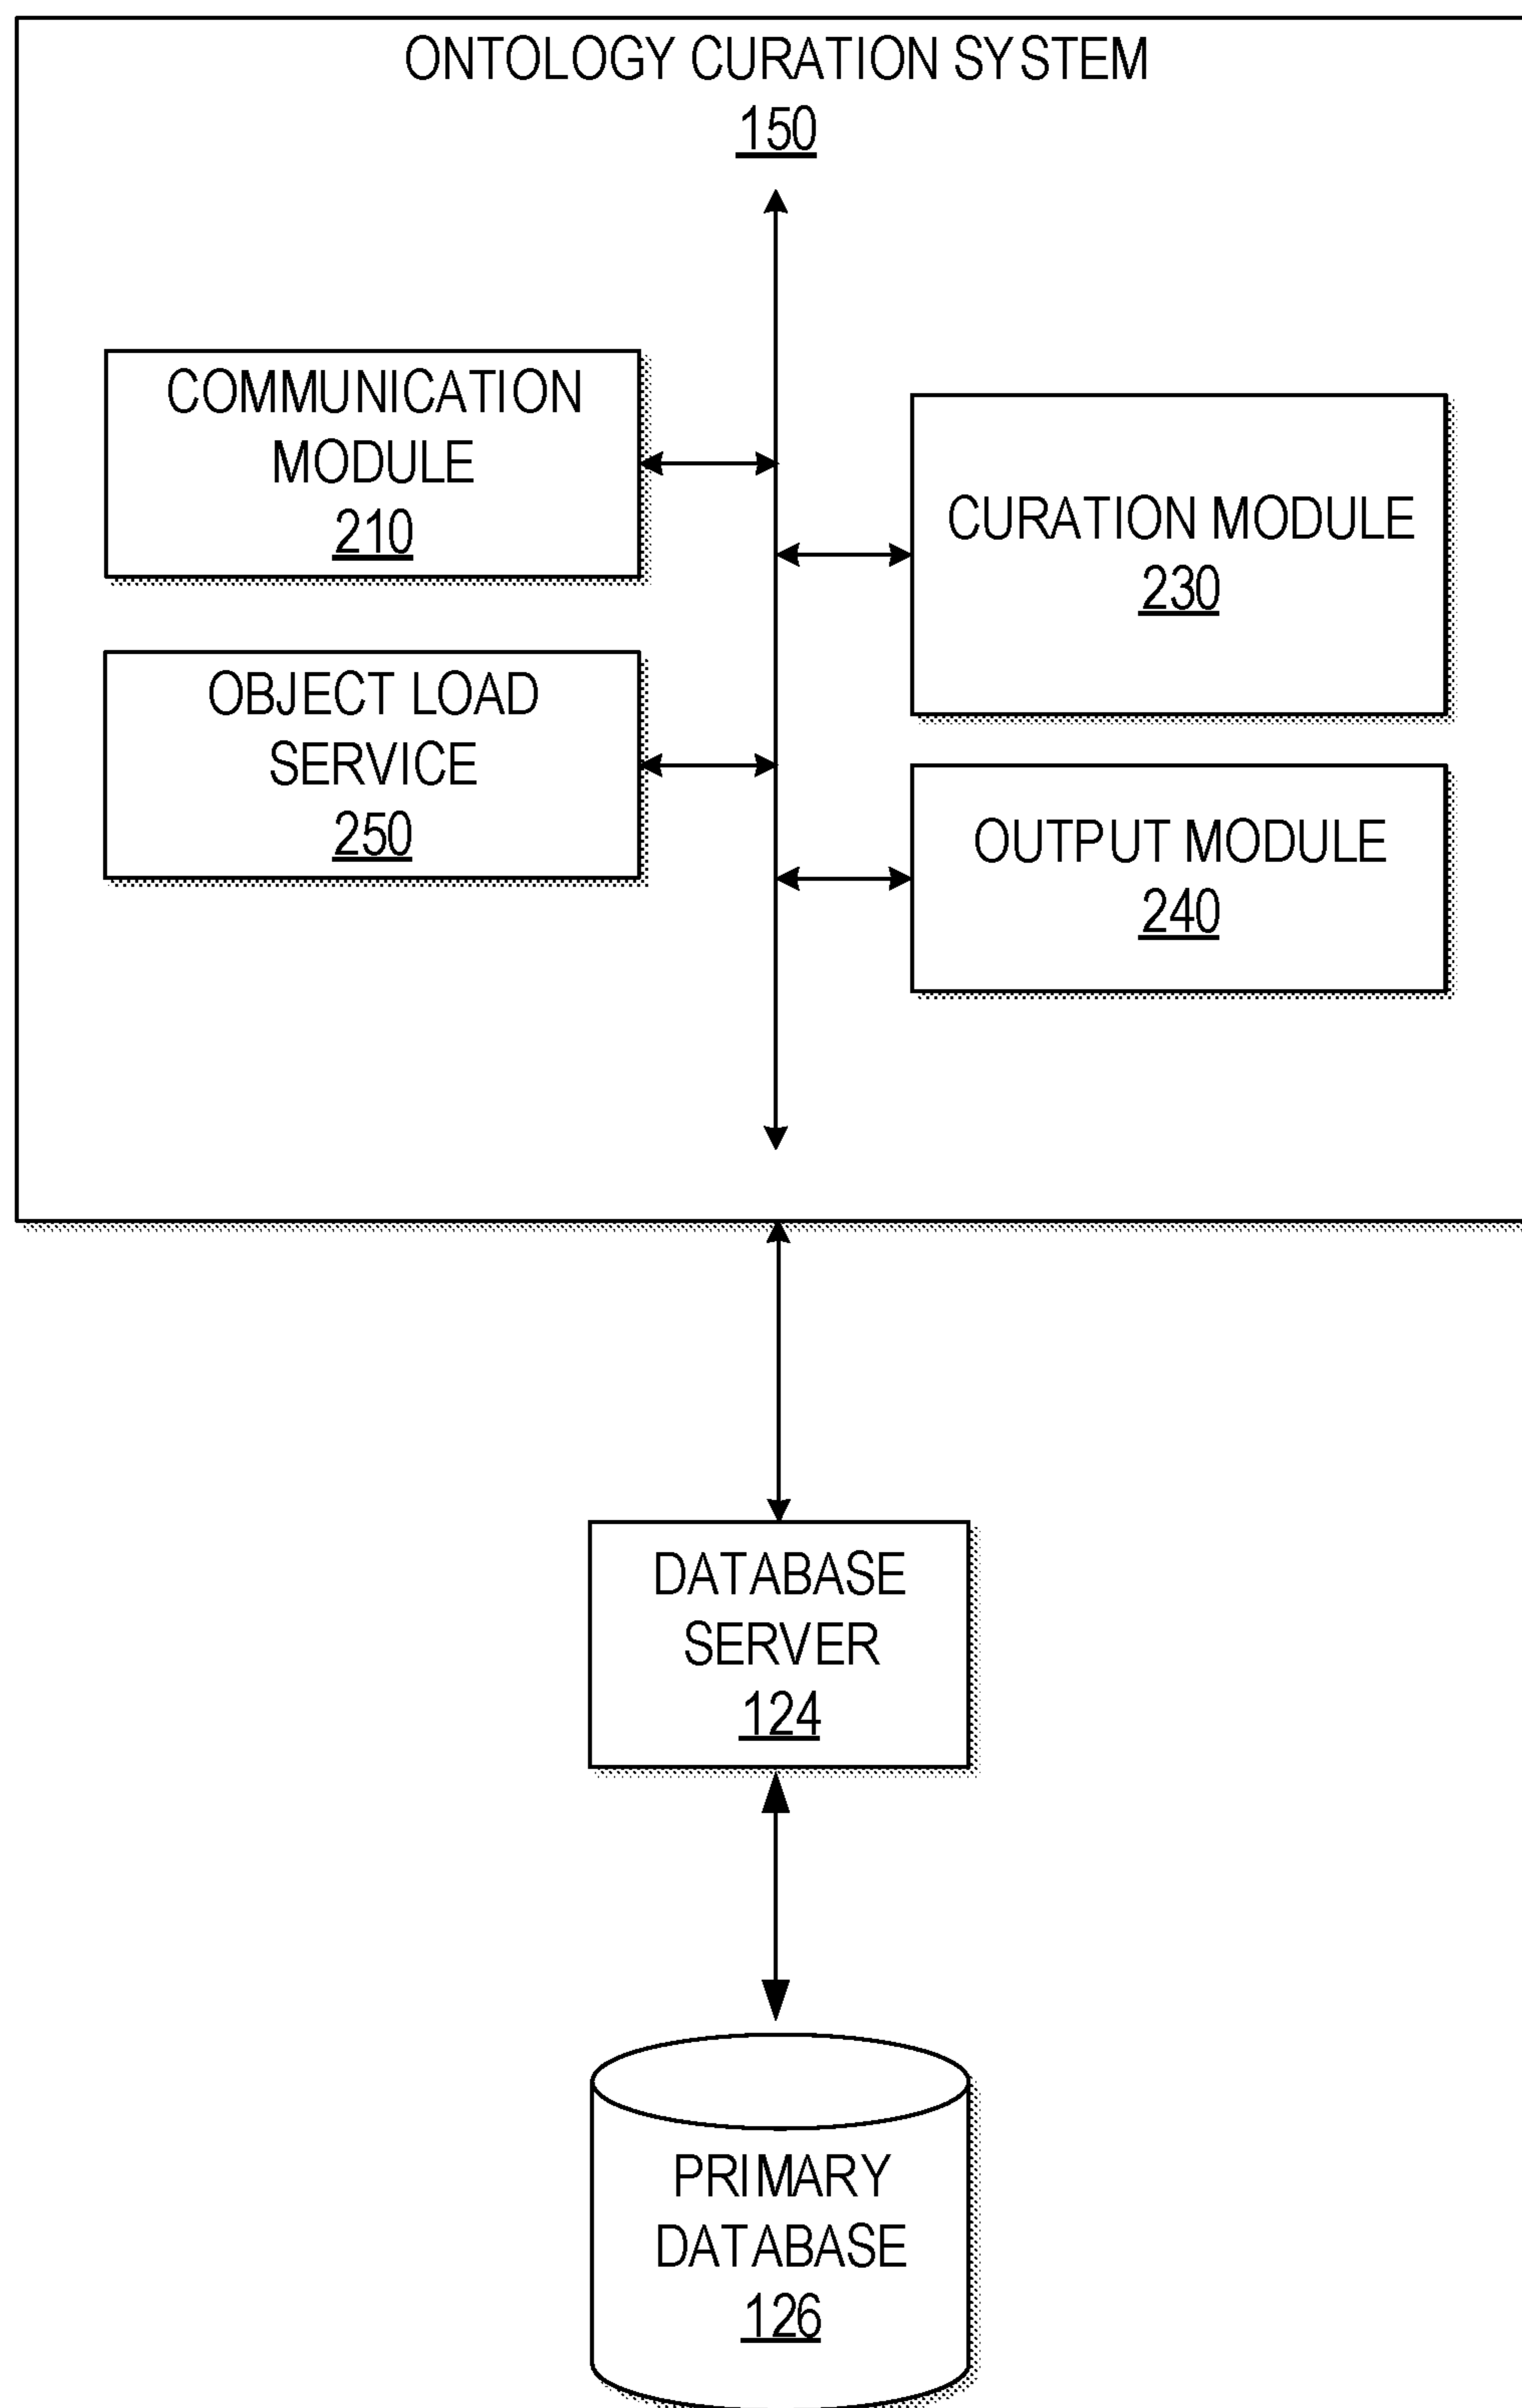 ONTOLOGY CURATION SYSTEM
150
COMMUNICATION
MODULE
210
CURATION MODULE
230
OBJECT LOAD
SERVICE
250
OUTPUT MODULE
240
DATABASE
SERVER
124
PRIMARY
DATABASE
126